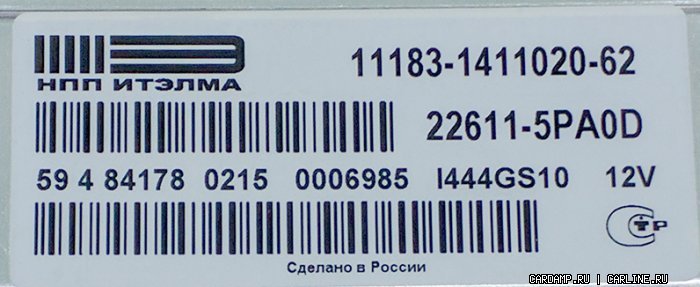 НПП ИТЭЛМА
11183-1411020-62
22611-5PA0D
59 4 84178 0215 0006985 I444GS10 12V
СТР
Сделано в России
CARDAMP.RU | CARLINE.RU